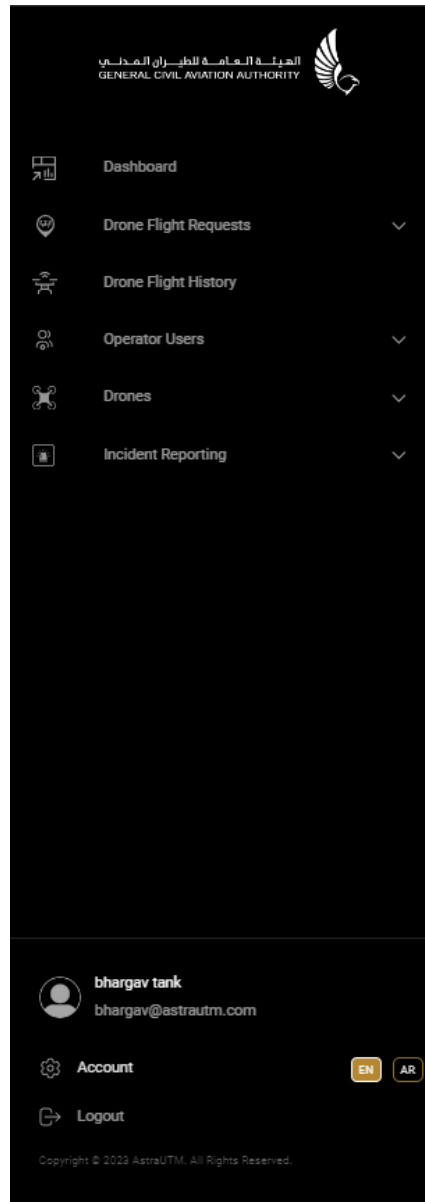 الهيئـــة الـعـامـــة للطيـــران الـمـدنـــي
GENERAL CIVIL AVIATION AUTHORITY
Dashboard
Drone Flight Requests
Drone Flight History
Operator Users
Drones
Incident Reporting
bhargav tank
bhargav@astrautm.com
Account
EN AR
Logout
Copyright © 2023 AstraUTM. All Rights Reserved.